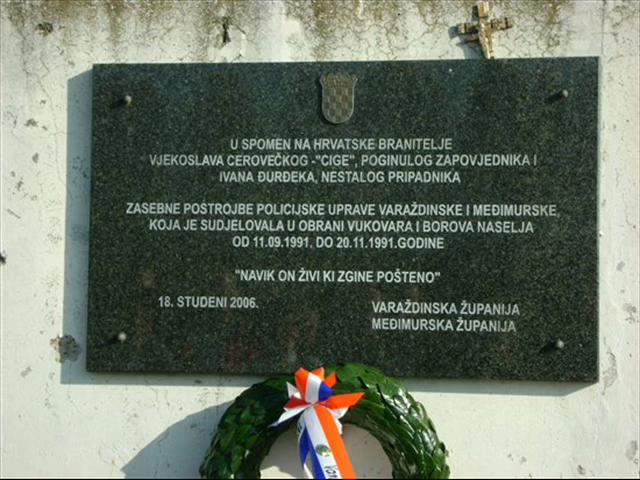 U SPOMEN NA HRVATSKE BRANITELJE
VJEKOSLAVA CEROVEČKOG -"CIGE", POGINULOG ZAPOVJEDNIKA I
IVANA ĐURĐEKA, NESTALOG PRIPADNIKA
ZASEBNE POSTROJBE POLICIJSKE UPRAVE VARAŽDINSKE I MEĐIMURSKE,
KOJA JE SUDJELOVALA U OBRANI VUKOVARA I BOROVA NASELJA
OD 11.09.1991. DO 20.11.1991.GODINE
"NAVIK ON ŽIVI KI ZGINE POŠTENO"
18. STUDENI 2006.
VARAŽDINSKA ŽUPANIJA
MEĐIMURSKA ŽUPANIJA